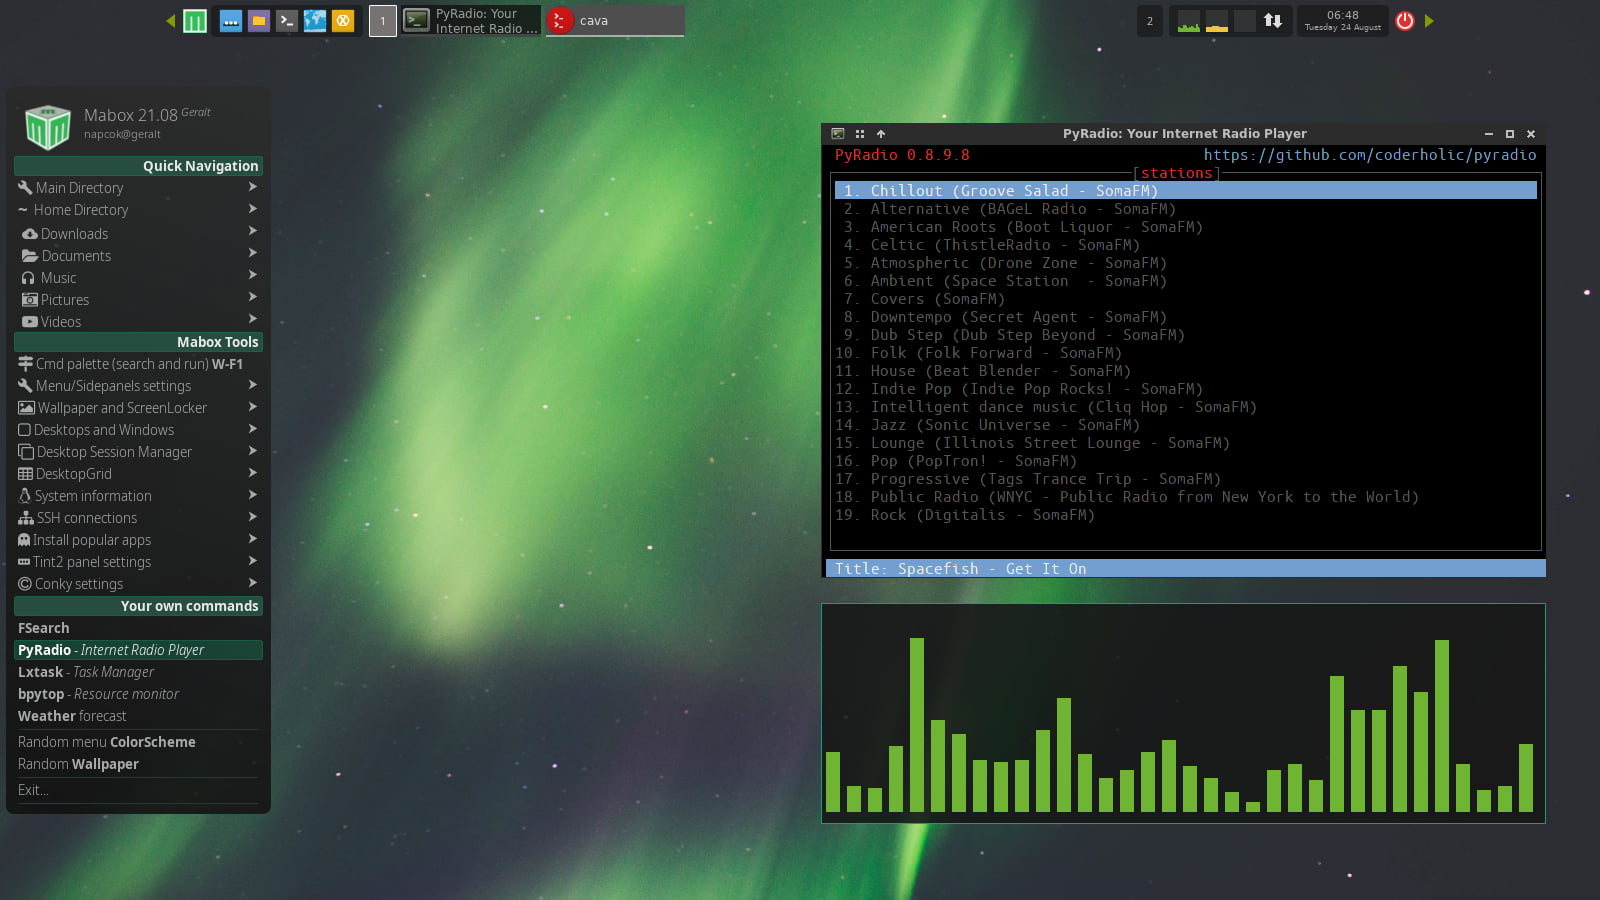 1
PyRadio: Your
Internet Radio ...
cava
2
06:48
Tuesday 24 August
Mabox 21.08 Geralt
napcok@geralt
Quick Navigation
Main Directory
~ Home Directory
Downloads
Documents
Music
Pictures
Videos
Mabox Tools
Cmd palette (search and run) W-F1
Menu/Sidepanels settings
Wallpaper and ScreenLocker
Desktops and Windows
Desktop Session Manager
DesktopGrid
System information
SSH connections
Install popular apps
Tint2 panel settings
Conky settings
Your own commands
FSearch
PyRadio - Internet Radio Player
Lxtask - Task Manager
bpytop - Resource monitor
Weather forecast
Random menu ColorScheme
Random Wallpaper
Exit...
PyRadio: Your Internet Radio Player
PyRadio 0.8.9.8 https://github.com/coderholic/pyradio
[stations]
1. Chillout (Groove Salad - SomaFM)
2. Alternative (BAGeL Radio - SomaFM)
3. American Roots (Boot Liquor - SomaFM)
4. Celtic (ThistleRadio - SomaFM)
5. Atmospheric (Drone Zone - SomaFM)
6. Ambient (Space Station  - SomaFM)
7. Covers (SomaFM)
8. Downtempo (Secret Agent - SomaFM)
9. Dub Step (Dub Step Beyond - SomaFM)
10. Folk (Folk Forward - SomaFM)
11. House (Beat Blender - SomaFM)
12. Indie Pop (Indie Pop Rocks! - SomaFM)
13. Intelligent dance music (Cliq Hop - SomaFM)
14. Jazz (Sonic Universe - SomaFM)
15. Lounge (Illinois Street Lounge - SomaFM)
16. Pop (PopTron! - SomaFM)
17. Progressive (Tags Trance Trip - SomaFM)
18. Public Radio (WNYC - Public Radio from New York to the World)
19. Rock (Digitalis - SomaFM)
Title: Spacefish - Get It On